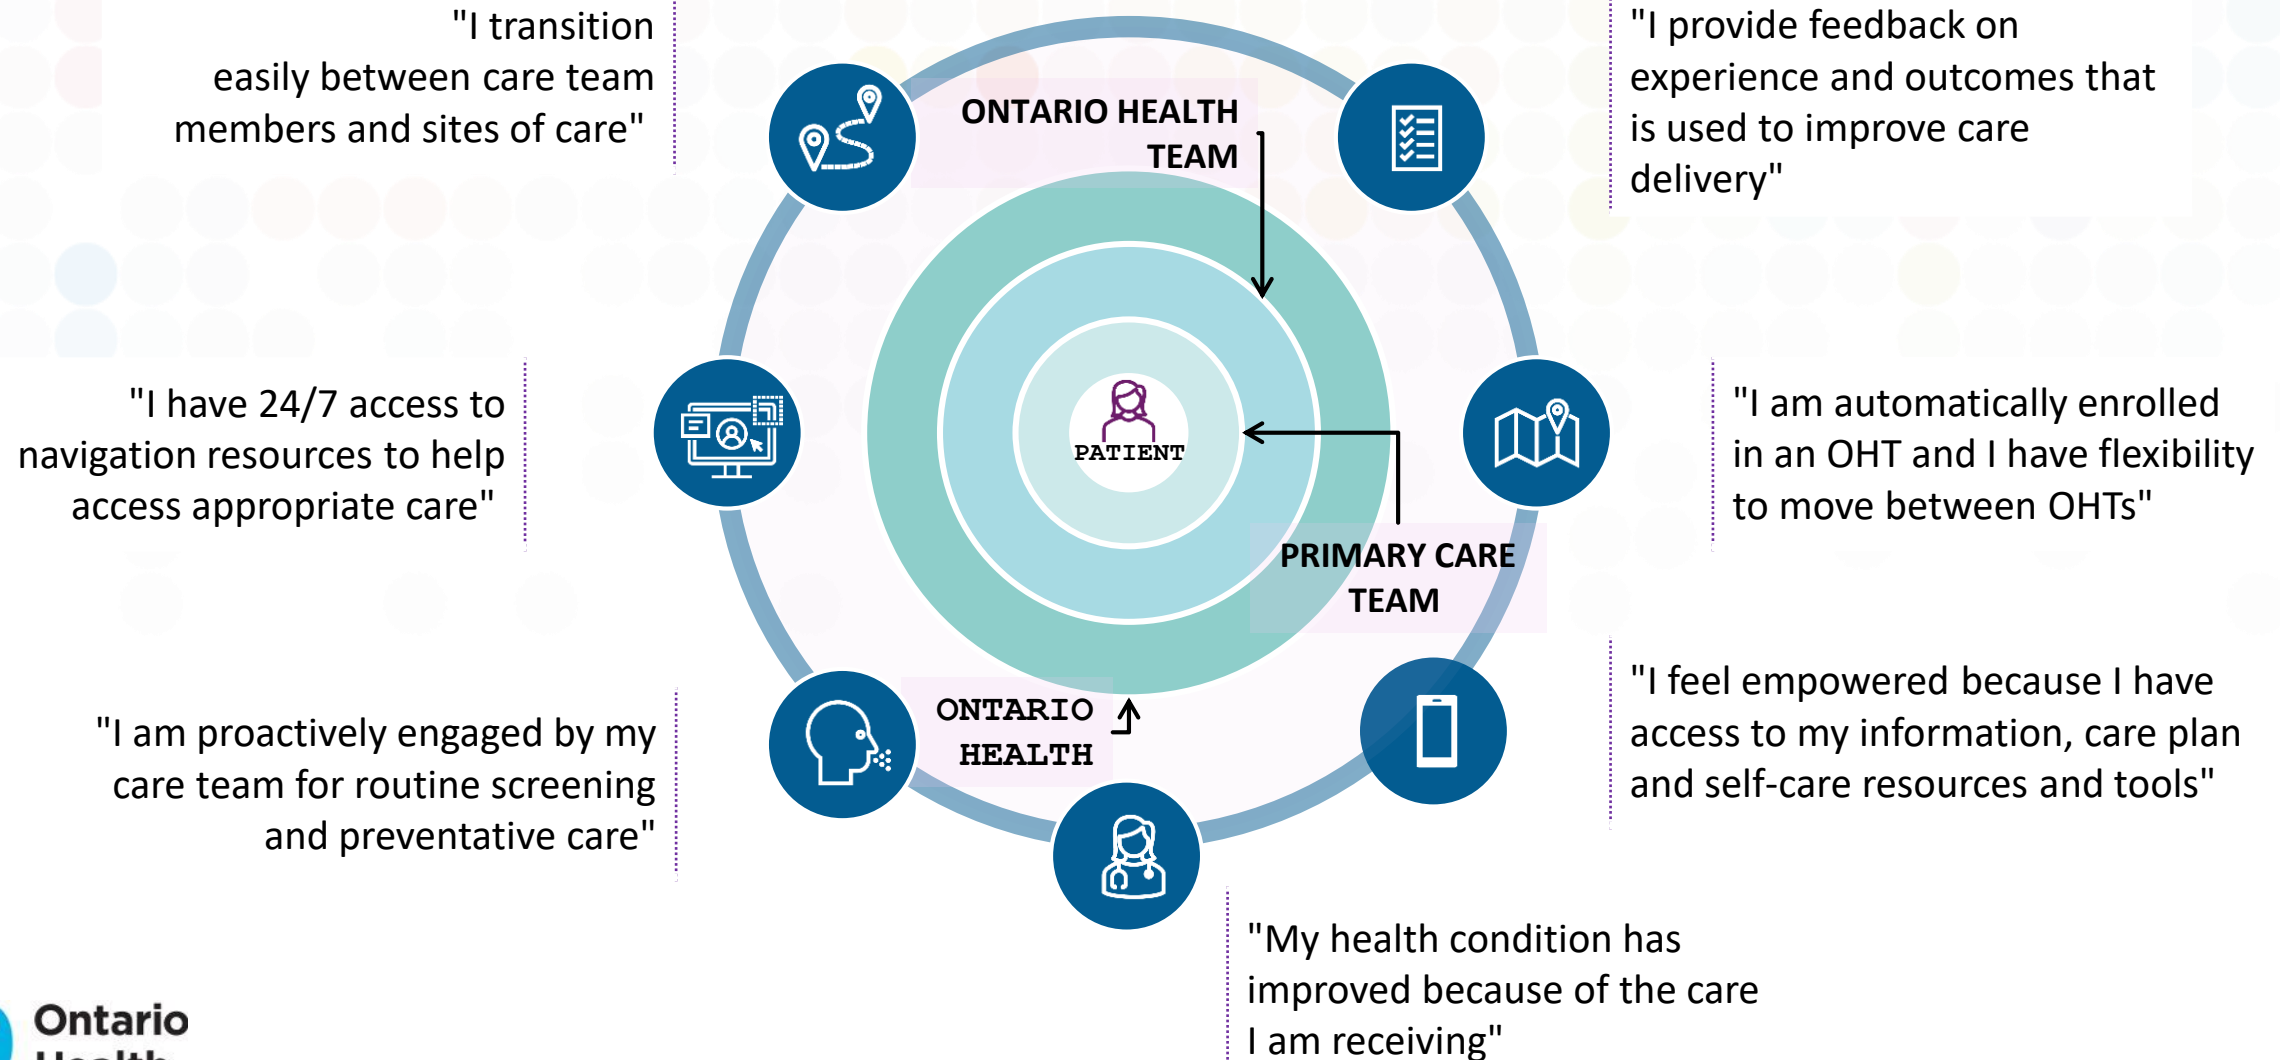 "I transition
easily between care team
members and sites of care"
"I provide feedback on
experience and outcomes that
is used to improve care
delivery"
ONTARIO HEALTH
TEAM
"I have 24/7 access to
navigation resources to help
access appropriate care"
PATIENT
"I am automatically enrolled
in an OHT and I have flexibility
to move between OHTs"
PRIMARY CARE
TEAM
"I am proactively engaged by my
care team for routine screening
and preventative care"
ONTARIO
HEALTH
"I feel empowered because I have
access to my information, care plan
and self-care resources and tools"
"My health condition has
improved because of the care
I am receiving"
Ontario
Health